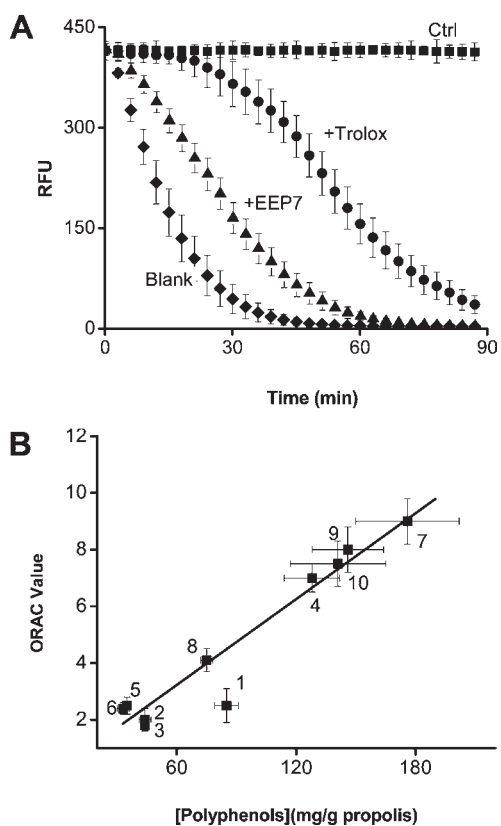 A
450
300
150
0
RFU
Ctrl
+Trolox
+EEP7
Blank
0 30 60 90
Time (min)
B
12
10
8
6
4
2
ORAC Value
9
7
10
4
8
1
5
6
2
3
60 120 180
[Polyphenols](mg/g propolis)